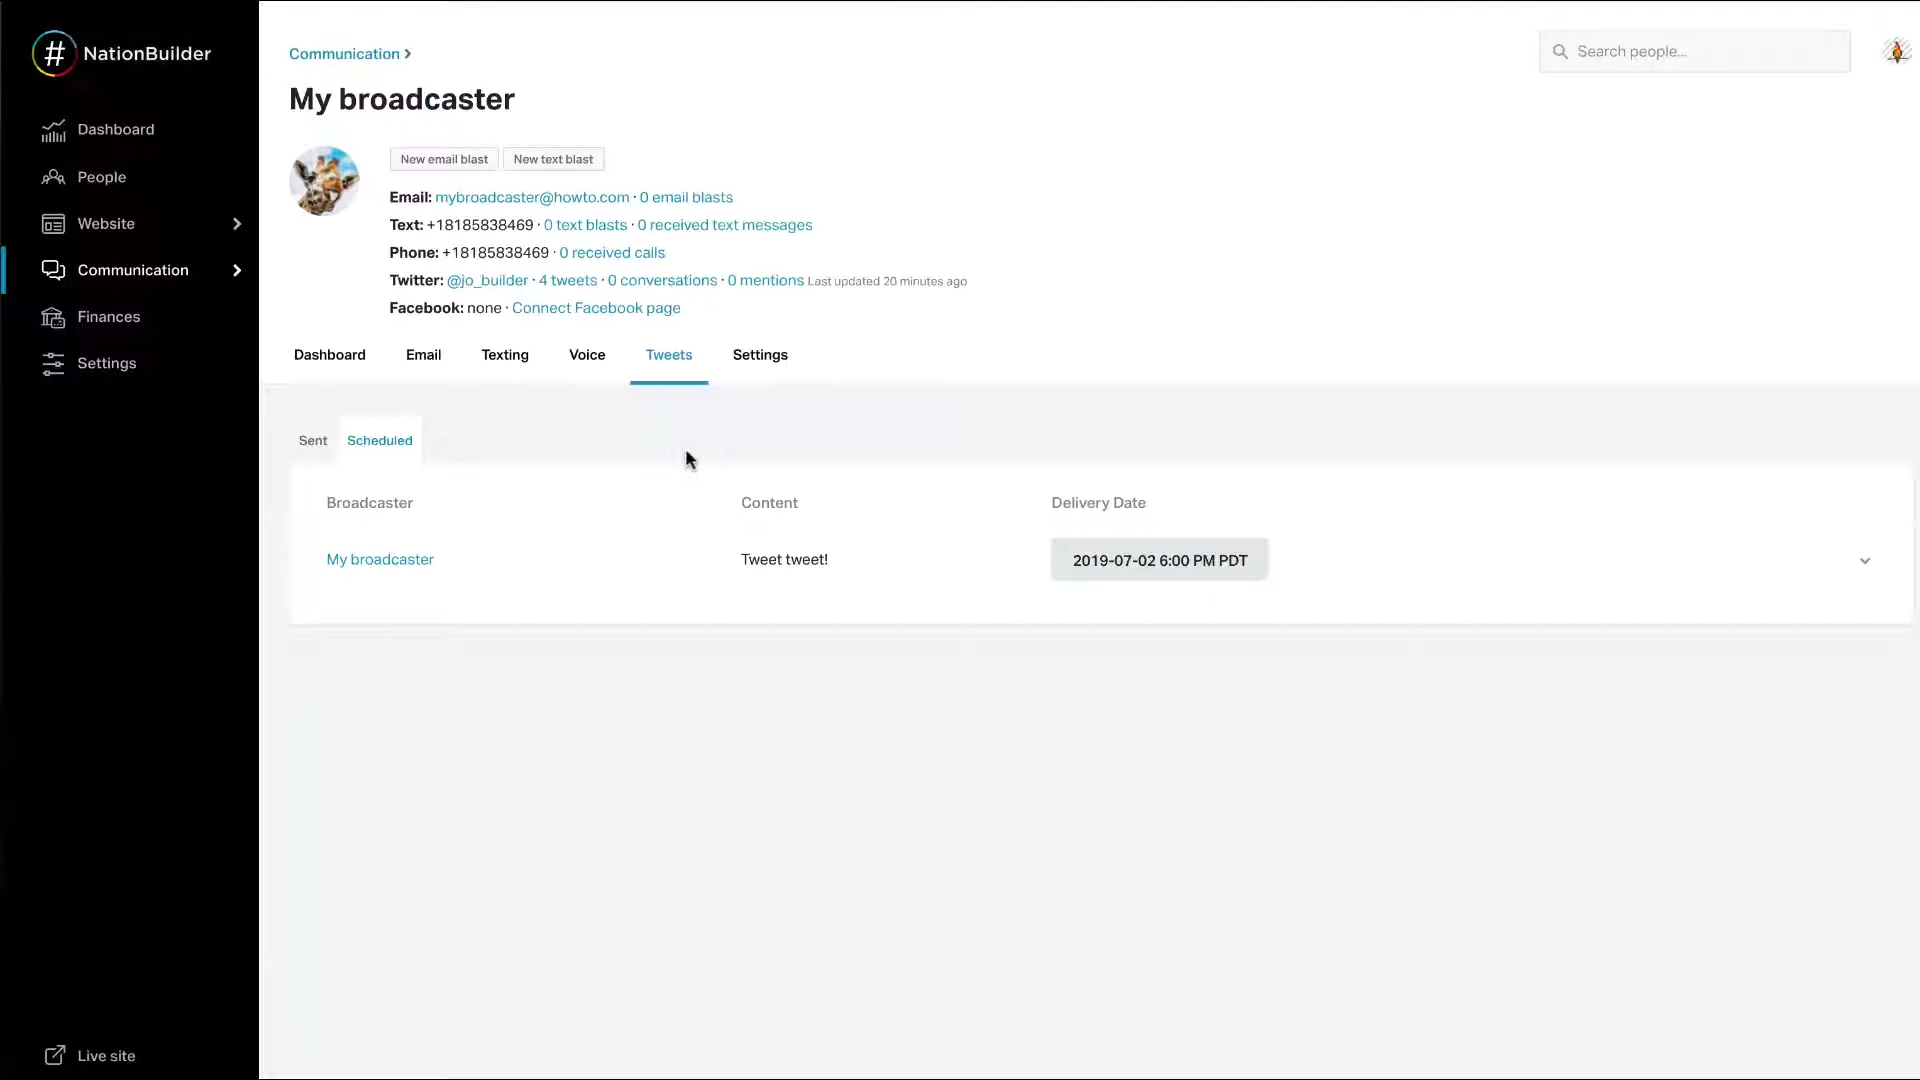 # NationBuilder
Communication
Search people...
My broadcaster
Dashboard
People
Website
Communication
Finances
Settings
New email blast
New text blast
Email: mybroadcaster@howto.com · 0 email blasts
Text: +18185838469 · 0 text blasts · 0 received text messages
Phone: +18185838469 · 0 received calls
Twitter: @jo_builder · 4 tweets · 0 conversations · 0 mentions Last updated 20 minutes ago
Facebook: none · Connect Facebook page
Dashboard Email Texting Voice Tweets Settings
Sent Scheduled
Broadcaster Content Delivery Date
My broadcaster Tweet tweet! 2019-07-02 6:00 PM PDT
Live site